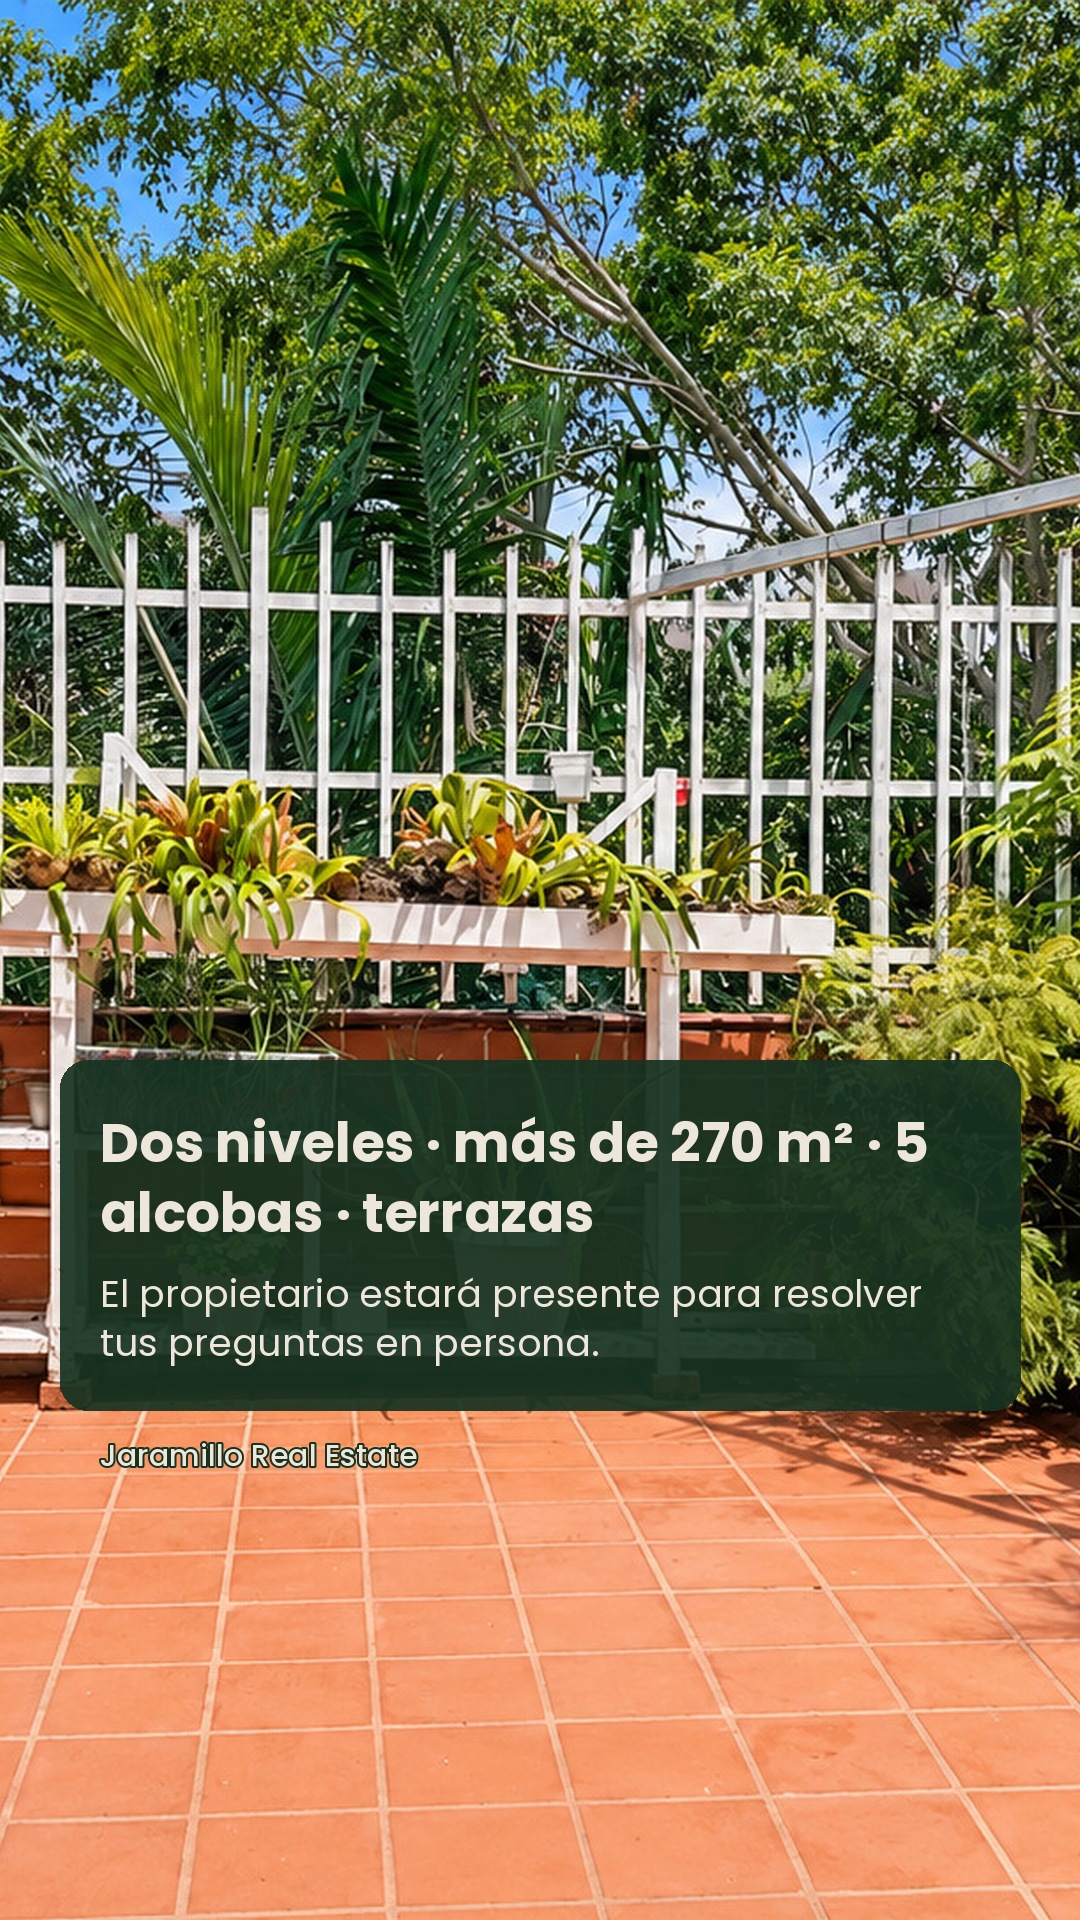 Dos niveles · más de 270 m² · 5
alcobas · terrazas
El propietario estará presente para resolver
tus preguntas en persona.
Jaramillo Real Estate